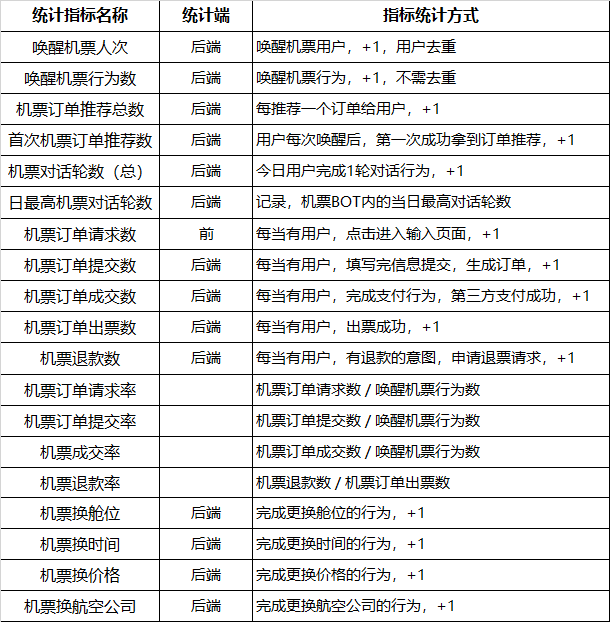 统计指标名称 统计端 指标统计方式
唤醒机票人次 后端 唤醒机票用户，+1，用户去重
唤醒机票行为数 后端 唤醒机票行为，+1，不需去重
机票订单推荐总数 后端 每推荐一个订单给用户，+1
首次机票订单推荐数 后端 用户每次唤醒后，第一次成功拿到订单推荐，+1
机票对话轮数（总） 后端 今日用户完成1轮对话行为，+1
日最高机票对话轮数 后端 记录，机票BOT内的当日最高对话轮数
机票订单请求数 前 每当有用户，点击进入输入页面，+1
机票订单提交数 后端 每当有用户，填写完信息提交，生成订单，+1
机票订单成交数 后端 每当有用户，完成支付行为，第三方支付成功，+1
机票订单出票数 后端 每当有用户，出票成功，+1
机票退款数 后端 每当有用户，有退款的意图，申请退票请求，+1
机票订单请求率 机票订单请求数 / 唤醒机票行为数
机票订单提交率 机票订单提交数 / 唤醒机票行为数
机票成交率 机票订单成交数 / 唤醒机票行为数
机票退款率 机票退款数 / 机票订单出票数
机票换舱位 后端 完成更换舱位的行为，+1
机票换时间 后端 完成更换时间的行为，+1
机票换价格 后端 完成更换价格的行为，+1
机票换航空公司 后端 完成更换航空公司的行为，+1